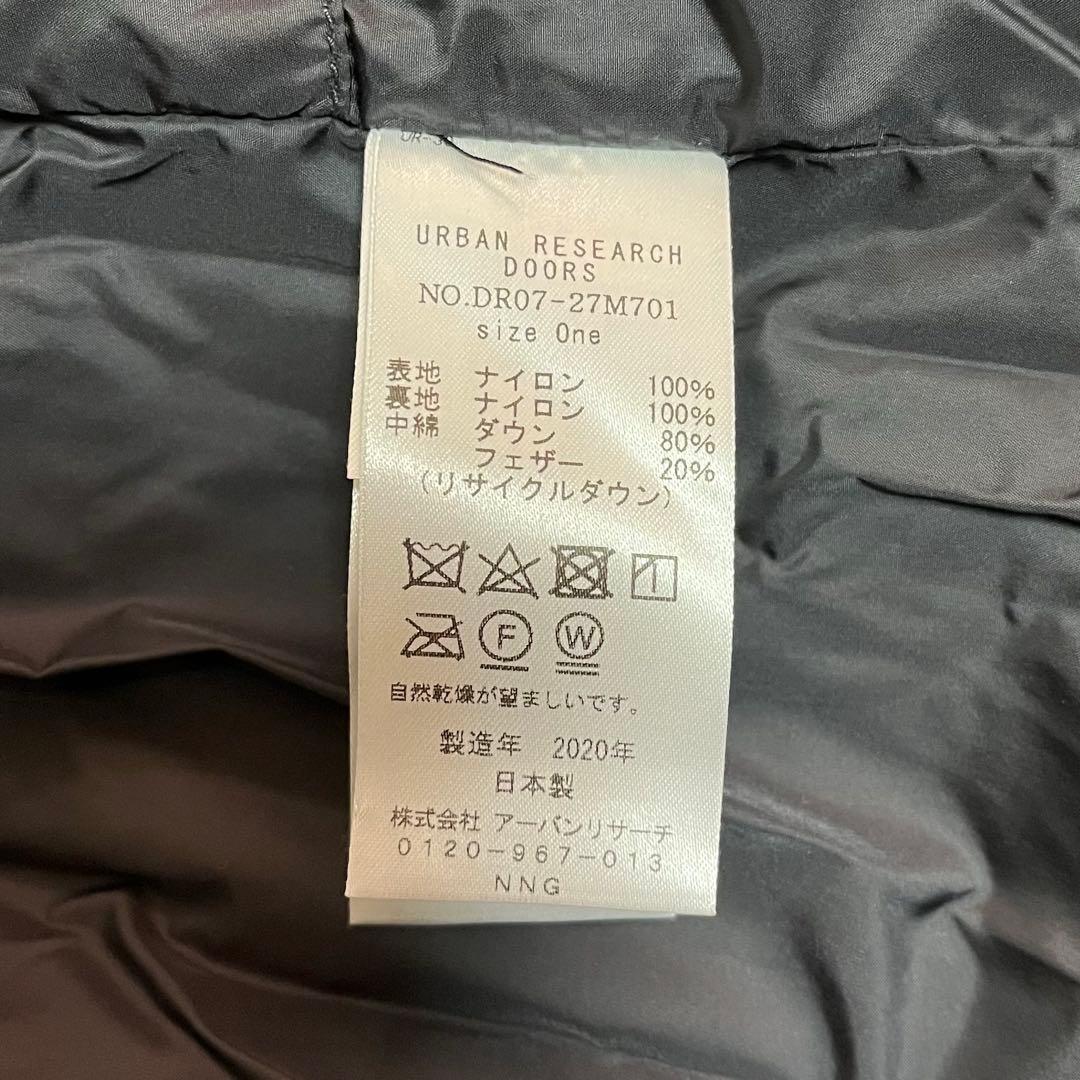 URBAN RESEARCH
DOORS
NO.DR07-27M701
size One
表地 ナイロン 100%
裏地 ナイロン 100%
中綿 ダウン 80%
フェザー 20%
(リサイクルダウン)
F W
自然乾燥が望ましいです。
製造年 2020年
日本製
株式会社 アーバンリサーチ
0120-967-013
NNG